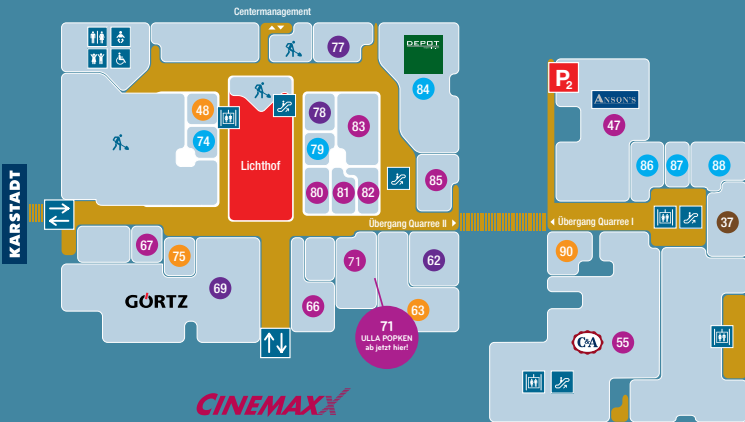 Centermanagement
77
DEPOT
84
P2
ANSON'S
47
48
74
78
83
79
Lichthof
80
81
82
85
86
87
88
KARSTADT
Übergang Quarree II
Übergang Quarree I
37
67
75
69
GÖRTZ
71
62
90
66
63
71
ULLA POPKEN
ab jetzt hier!
C&A
55
CINEMAXX